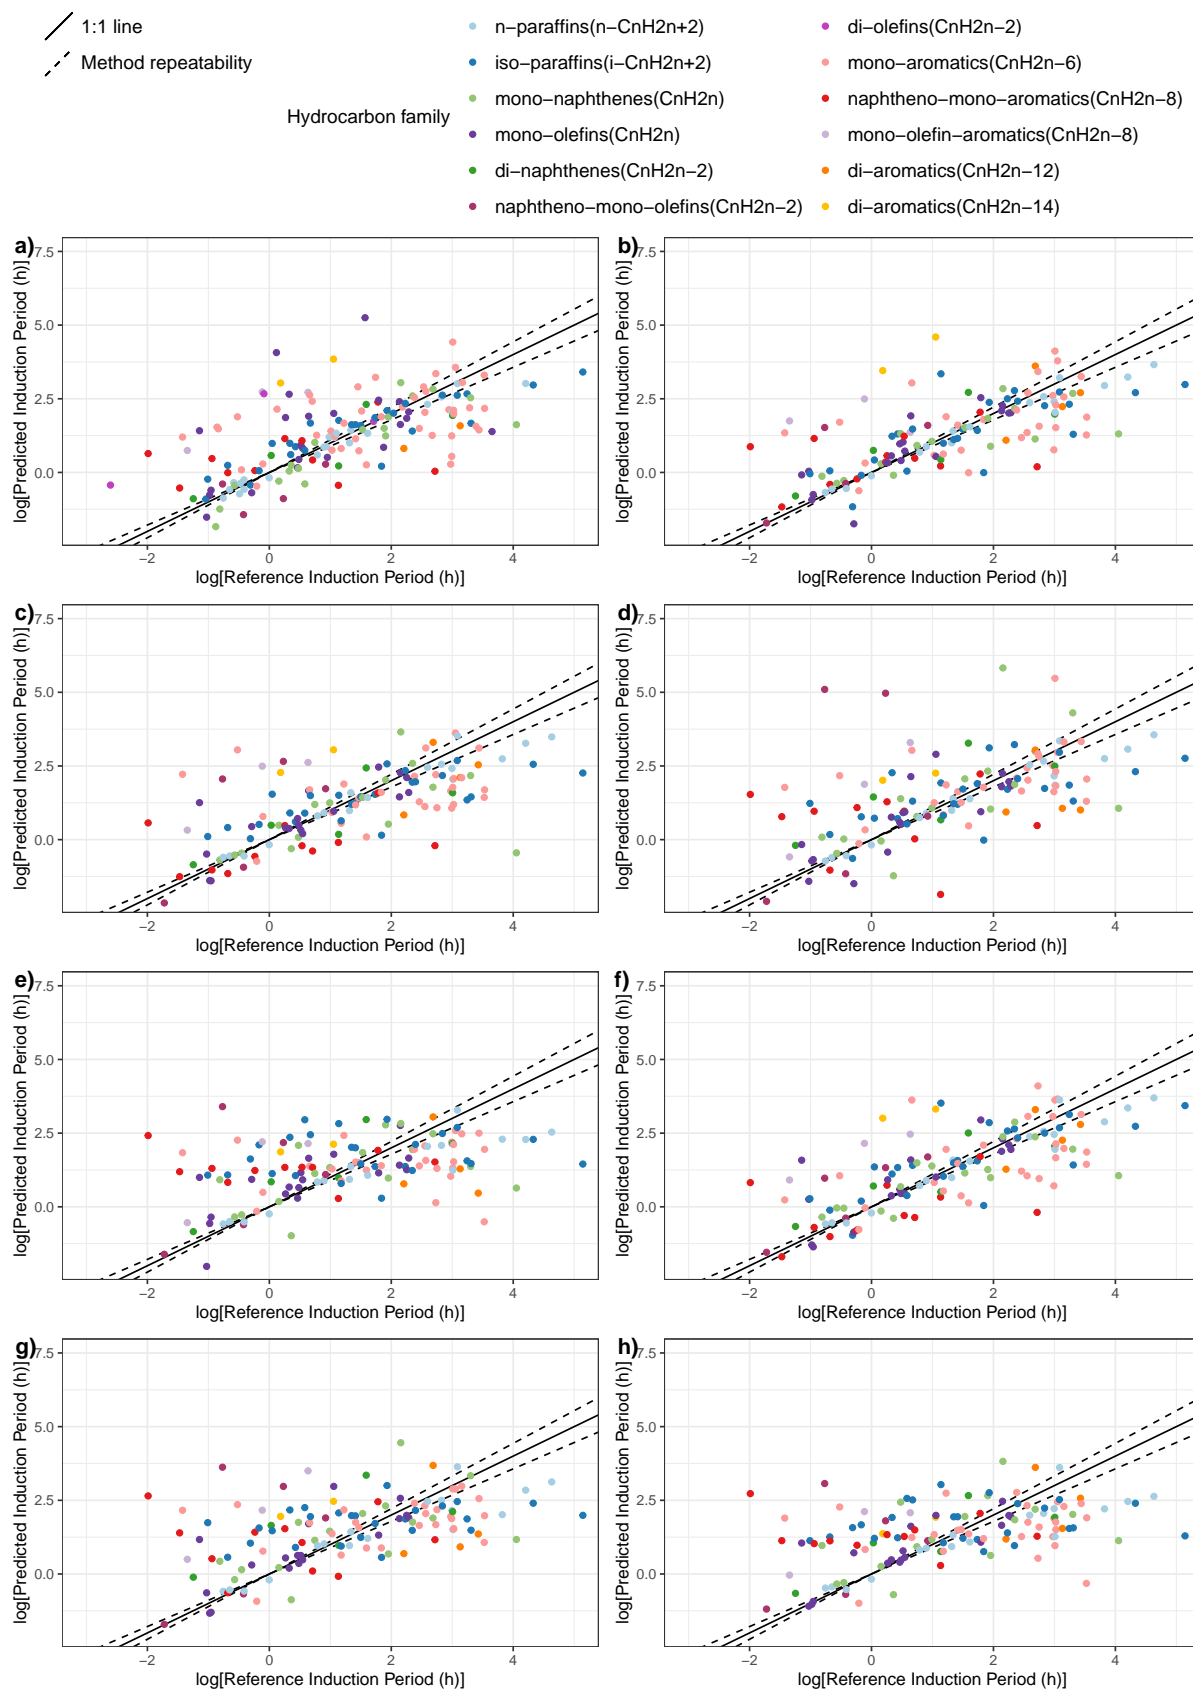 1:1 line
Method repeatability
Hydrocarbon family
n−paraffins(n−CnH2n+2)
iso−paraffins(i−CnH2n+2)
mono−naphthenes(CnH2n)
mono−olefins(CnH2n)
di−naphthenes(CnH2n−2)
naphtheno−mono−olefins(CnH2n−2)
di−olefins(CnH2n−2)
mono−aromatics(CnH2n−6)
naphtheno−mono−aromatics(CnH2n−8)
mono−olefin−aromatics(CnH2n−8)
di−aromatics(CnH2n−12)
di−aromatics(CnH2n−14)
a)
log[Predicted Induction Period (h)]
7.5
5.0
2.5
0.0
−2 0 2 4
log[Reference Induction Period (h)]
b)
log[Predicted Induction Period (h)]
7.5
5.0
2.5
0.0
−2 0 2 4
log[Reference Induction Period (h)]
c)
log[Predicted Induction Period (h)]
7.5
5.0
2.5
0.0
−2 0 2 4
log[Reference Induction Period (h)]
d)
log[Predicted Induction Period (h)]
7.5
5.0
2.5
0.0
−2 0 2 4
log[Reference Induction Period (h)]
e)
log[Predicted Induction Period (h)]
7.5
5.0
2.5
0.0
−2 0 2 4
log[Reference Induction Period (h)]
f)
log[Predicted Induction Period (h)]
7.5
5.0
2.5
0.0
−2 0 2 4
log[Reference Induction Period (h)]
g)
log[Predicted Induction Period (h)]
7.5
5.0
2.5
0.0
−2 0 2 4
log[Reference Induction Period (h)]
h)
log[Predicted Induction Period (h)]
7.5
5.0
2.5
0.0
−2 0 2 4
log[Reference Induction Period (h)]